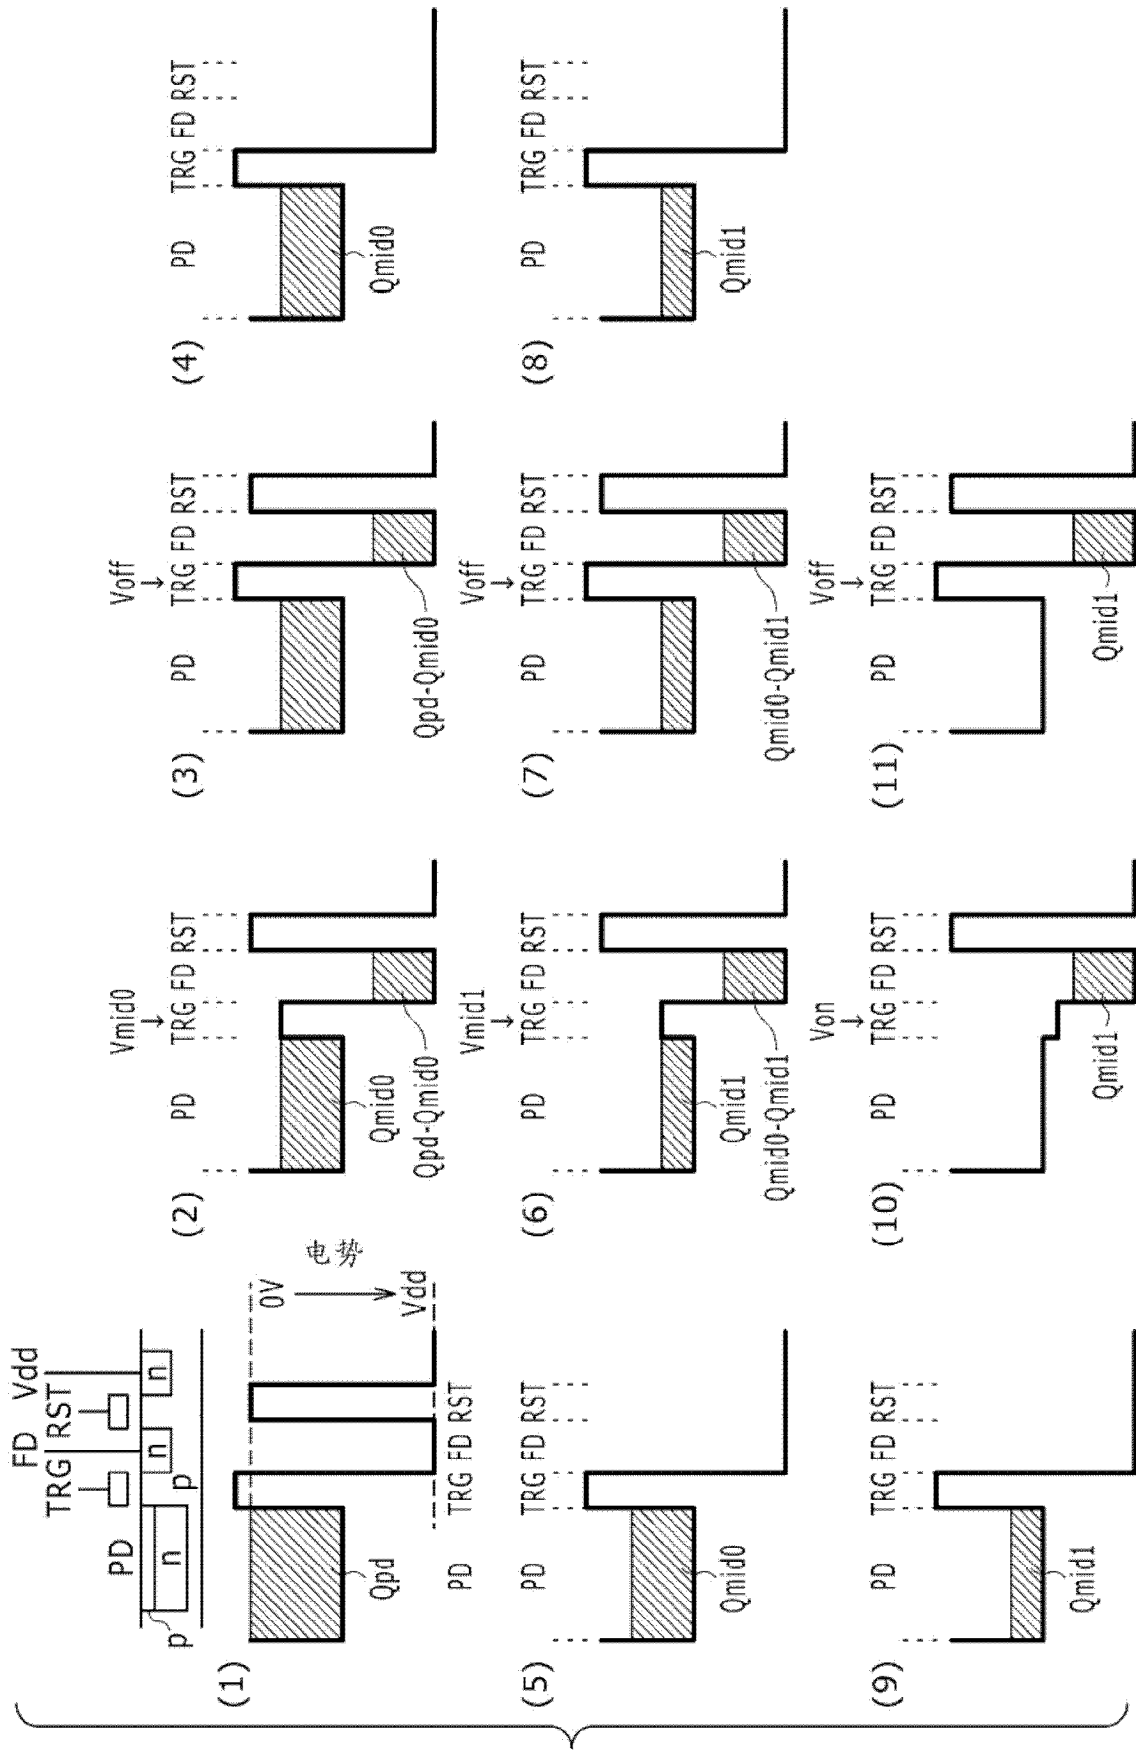 FD
TRG RST Vdd
PD
n
n
n
p
p
(1)
0V
电势
Vdd
Qpd
PD
TRG FD RST
(2)
Vmid0
PD
TRG FD RST
Qmid0
Qpd-Qmid0
(3)
Voff
PD
TRG FD RST
Qpd-Qmid0
(4)
PD
TRG FD RST
Qmid0
(5)
PD
TRG FD RST
Qmid0
(6)
Vmid1
PD
TRG FD RST
Qmid1
Qmid0-Qmid1
(7)
Voff
PD
TRG FD RST
Qmid0-Qmid1
(8)
PD
TRG FD RST
Qmid1
(9)
PD
TRG FD RST
Qmid1
(10)
Von
PD
TRG FD RST
Qmid1
(11)
Voff
PD
TRG FD RST
Qmid1